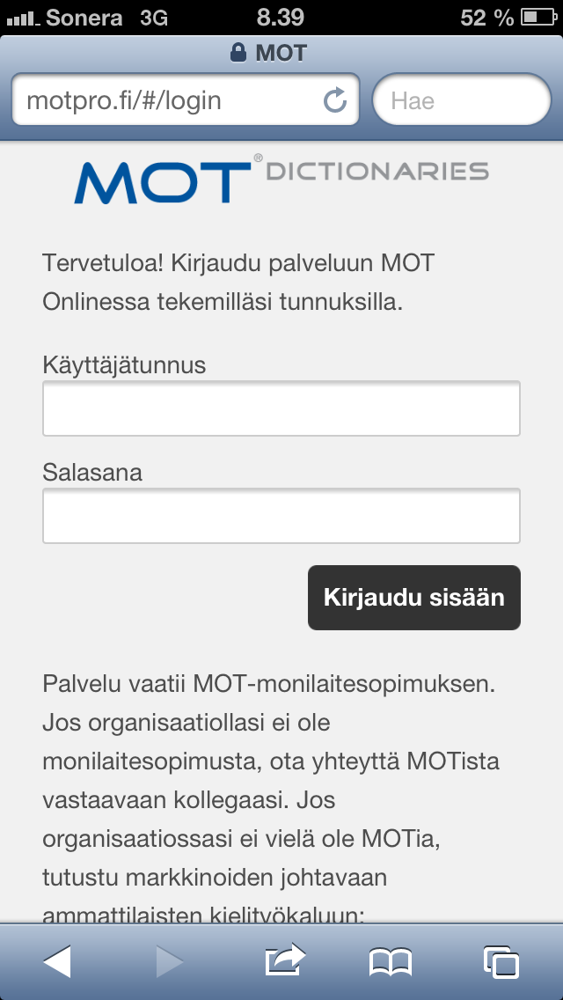 Sonera 3G 8.39 52 %
MOT
motpro.fi/#/login Hae
MOT® DICTIONARIES
Tervetuloa! Kirjaudu palveluun MOT
Onlinessa tekemilläsi tunnuksilla.
Käyttäjätunnus
Salasana
Kirjaudu sisään
Palvelu vaatii MOT-monilaitesopimuksen.
Jos organisaatiollasi ei ole
monilaitesopimusta, ota yhteyttä MOTista
vastaavaan kollegaasi. Jos
organisaatiossasi ei vielä ole MOTia,
tutustu markkinoiden johtavaan
ammattilaisten kielityökaluun: